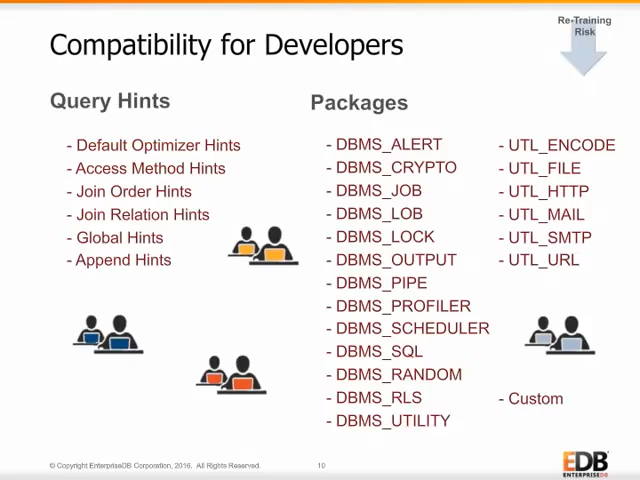 Re-Training
Risk
Compatibility for Developers
Query Hints
- Default Optimizer Hints
- Access Method Hints
- Join Order Hints
- Join Relation Hints
- Global Hints
- Append Hints
Packages
- DBMS_ALERT
- DBMS_CRYPTO
- DBMS_JOB
- DBMS_LOB
- DBMS_LOCK
- DBMS_OUTPUT
- DBMS_PIPE
- DBMS_PROFILER
- DBMS_SCHEDULER
- DBMS_SQL
- DBMS_RANDOM
- DBMS_RLS
- DBMS_UTILITY
- UTL_ENCODE
- UTL_FILE
- UTL_HTTP
- UTL_MAIL
- UTL_SMTP
- UTL_URL
- Custom
© Copyright EnterpriseDB Corporation, 2016. All Rights Reserved.
10
EDB
ENTERPRISEDB